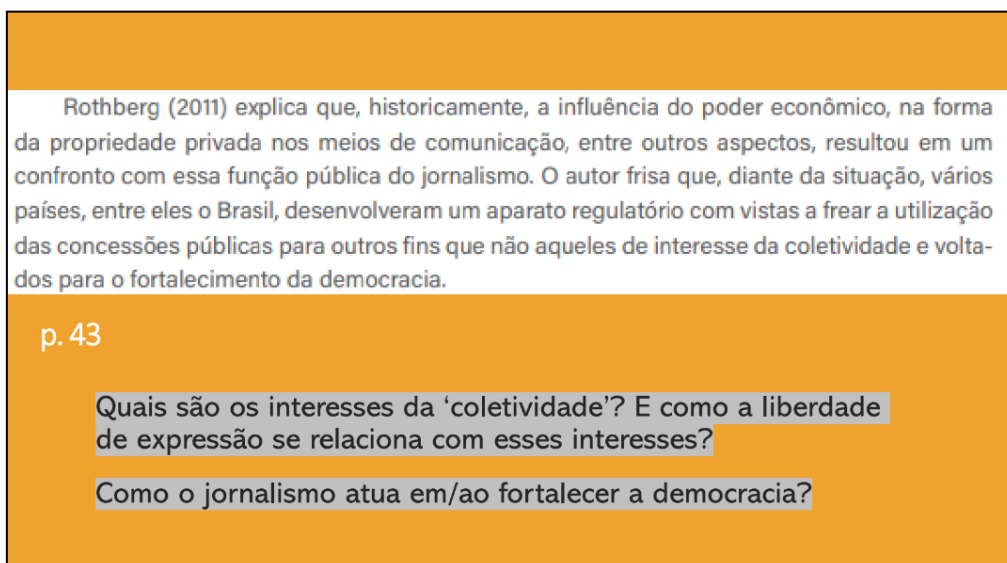 Rothberg (2011) explica que, historicamente, a influência do poder econômico, na forma
da propriedade privada nos meios de comunicação, entre outros aspectos, resultou em um
confronto com essa função pública do jornalismo. O autor frisa que, diante da situação, vários
países, entre eles o Brasil, desenvolveram um aparato regulatório com vistas a frear a utilização
das concessões públicas para outros fins que não aqueles de interesse da coletividade e volta-
dos para o fortalecimento da democracia.
p. 43
Quais são os interesses da ‘coletividade’? E como a liberdade
de expressão se relaciona com esses interesses?
Como o jornalismo atua em/ao fortalecer a democracia?